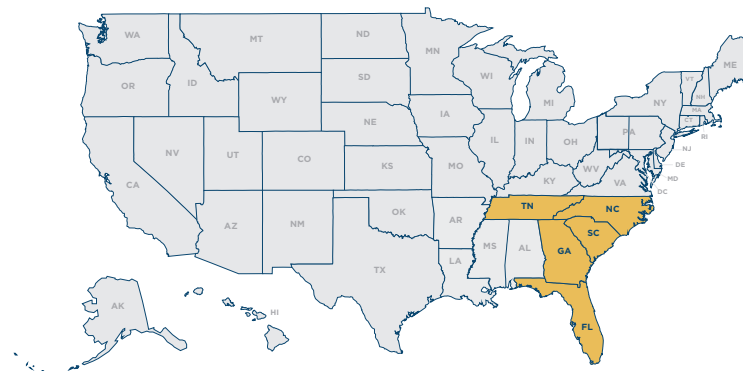 WA
MT
ND
MN
ME
VT
NH
OR
ID
SD
WI
MI
NY
MA
CT
RI
WY
IA
NE
PA
NJ
NV
UT
CO
IL
IN
OH
DE
MD
DC
WV
VA
KY
KS
MO
CA
TN
NC
OK
AR
SC
AZ
NM
MS
AL
GA
LA
TX
AK
HI
FL